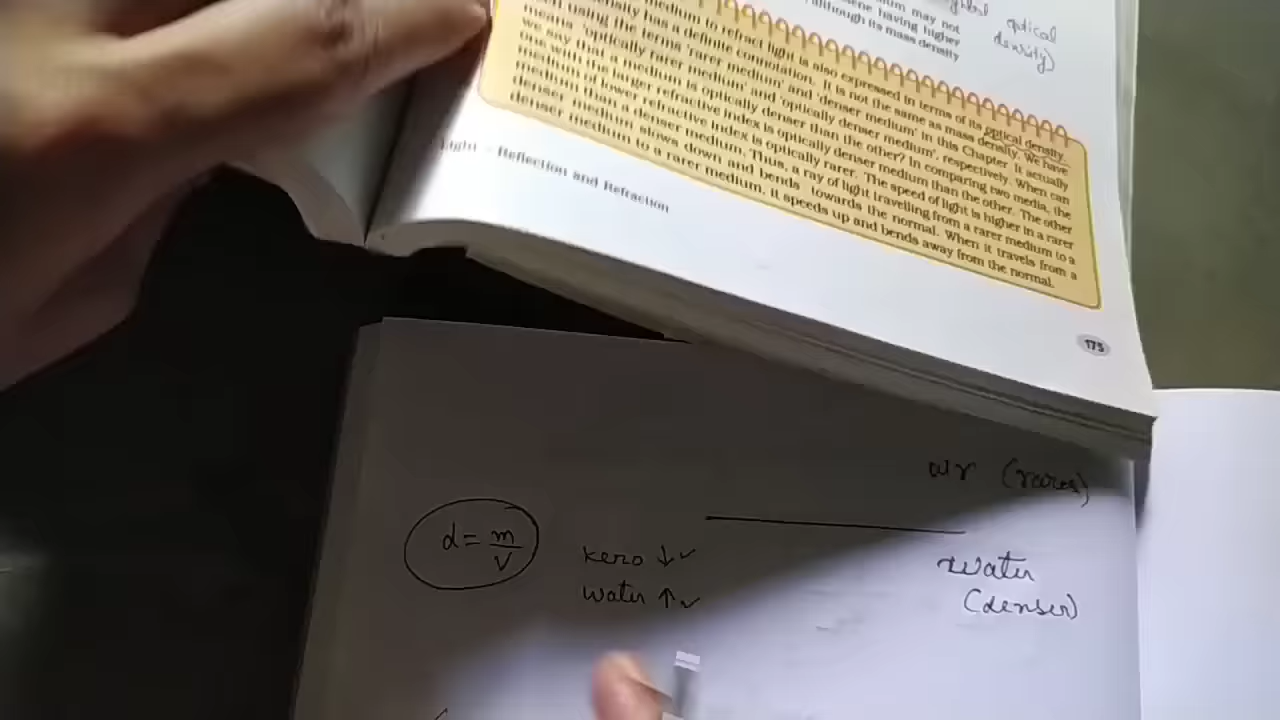 optical
um may not
density)
ene having higher
although its mass density
medium to refract light is also expressed in terms of its optical density.
density has a definite connotation. It is not the same as mass density. We have
using the terms 'rarer medium' and 'denser medium' in this Chapter. It actually
means 'optically rarer medium' and 'optically denser medium', respectively. When can
we say that a medium is optically denser than the other? In comparing two media, the
one with the larger refractive index is optically denser medium than the other. The other
medium of lower refractive index is optically rarer. The speed of light is higher in a rarer
medium than a denser medium. Thus, a ray of light travelling from a rarer medium to a
denser medium slows down and bends towards the normal. When it travels from a
denser medium to a rarer medium, it speeds up and bends away from the normal.
Light – Reflection and Refraction
175
air (rarer)
d = m/v
kero ↓ ✓
water
water ↑ ✓
(denser)